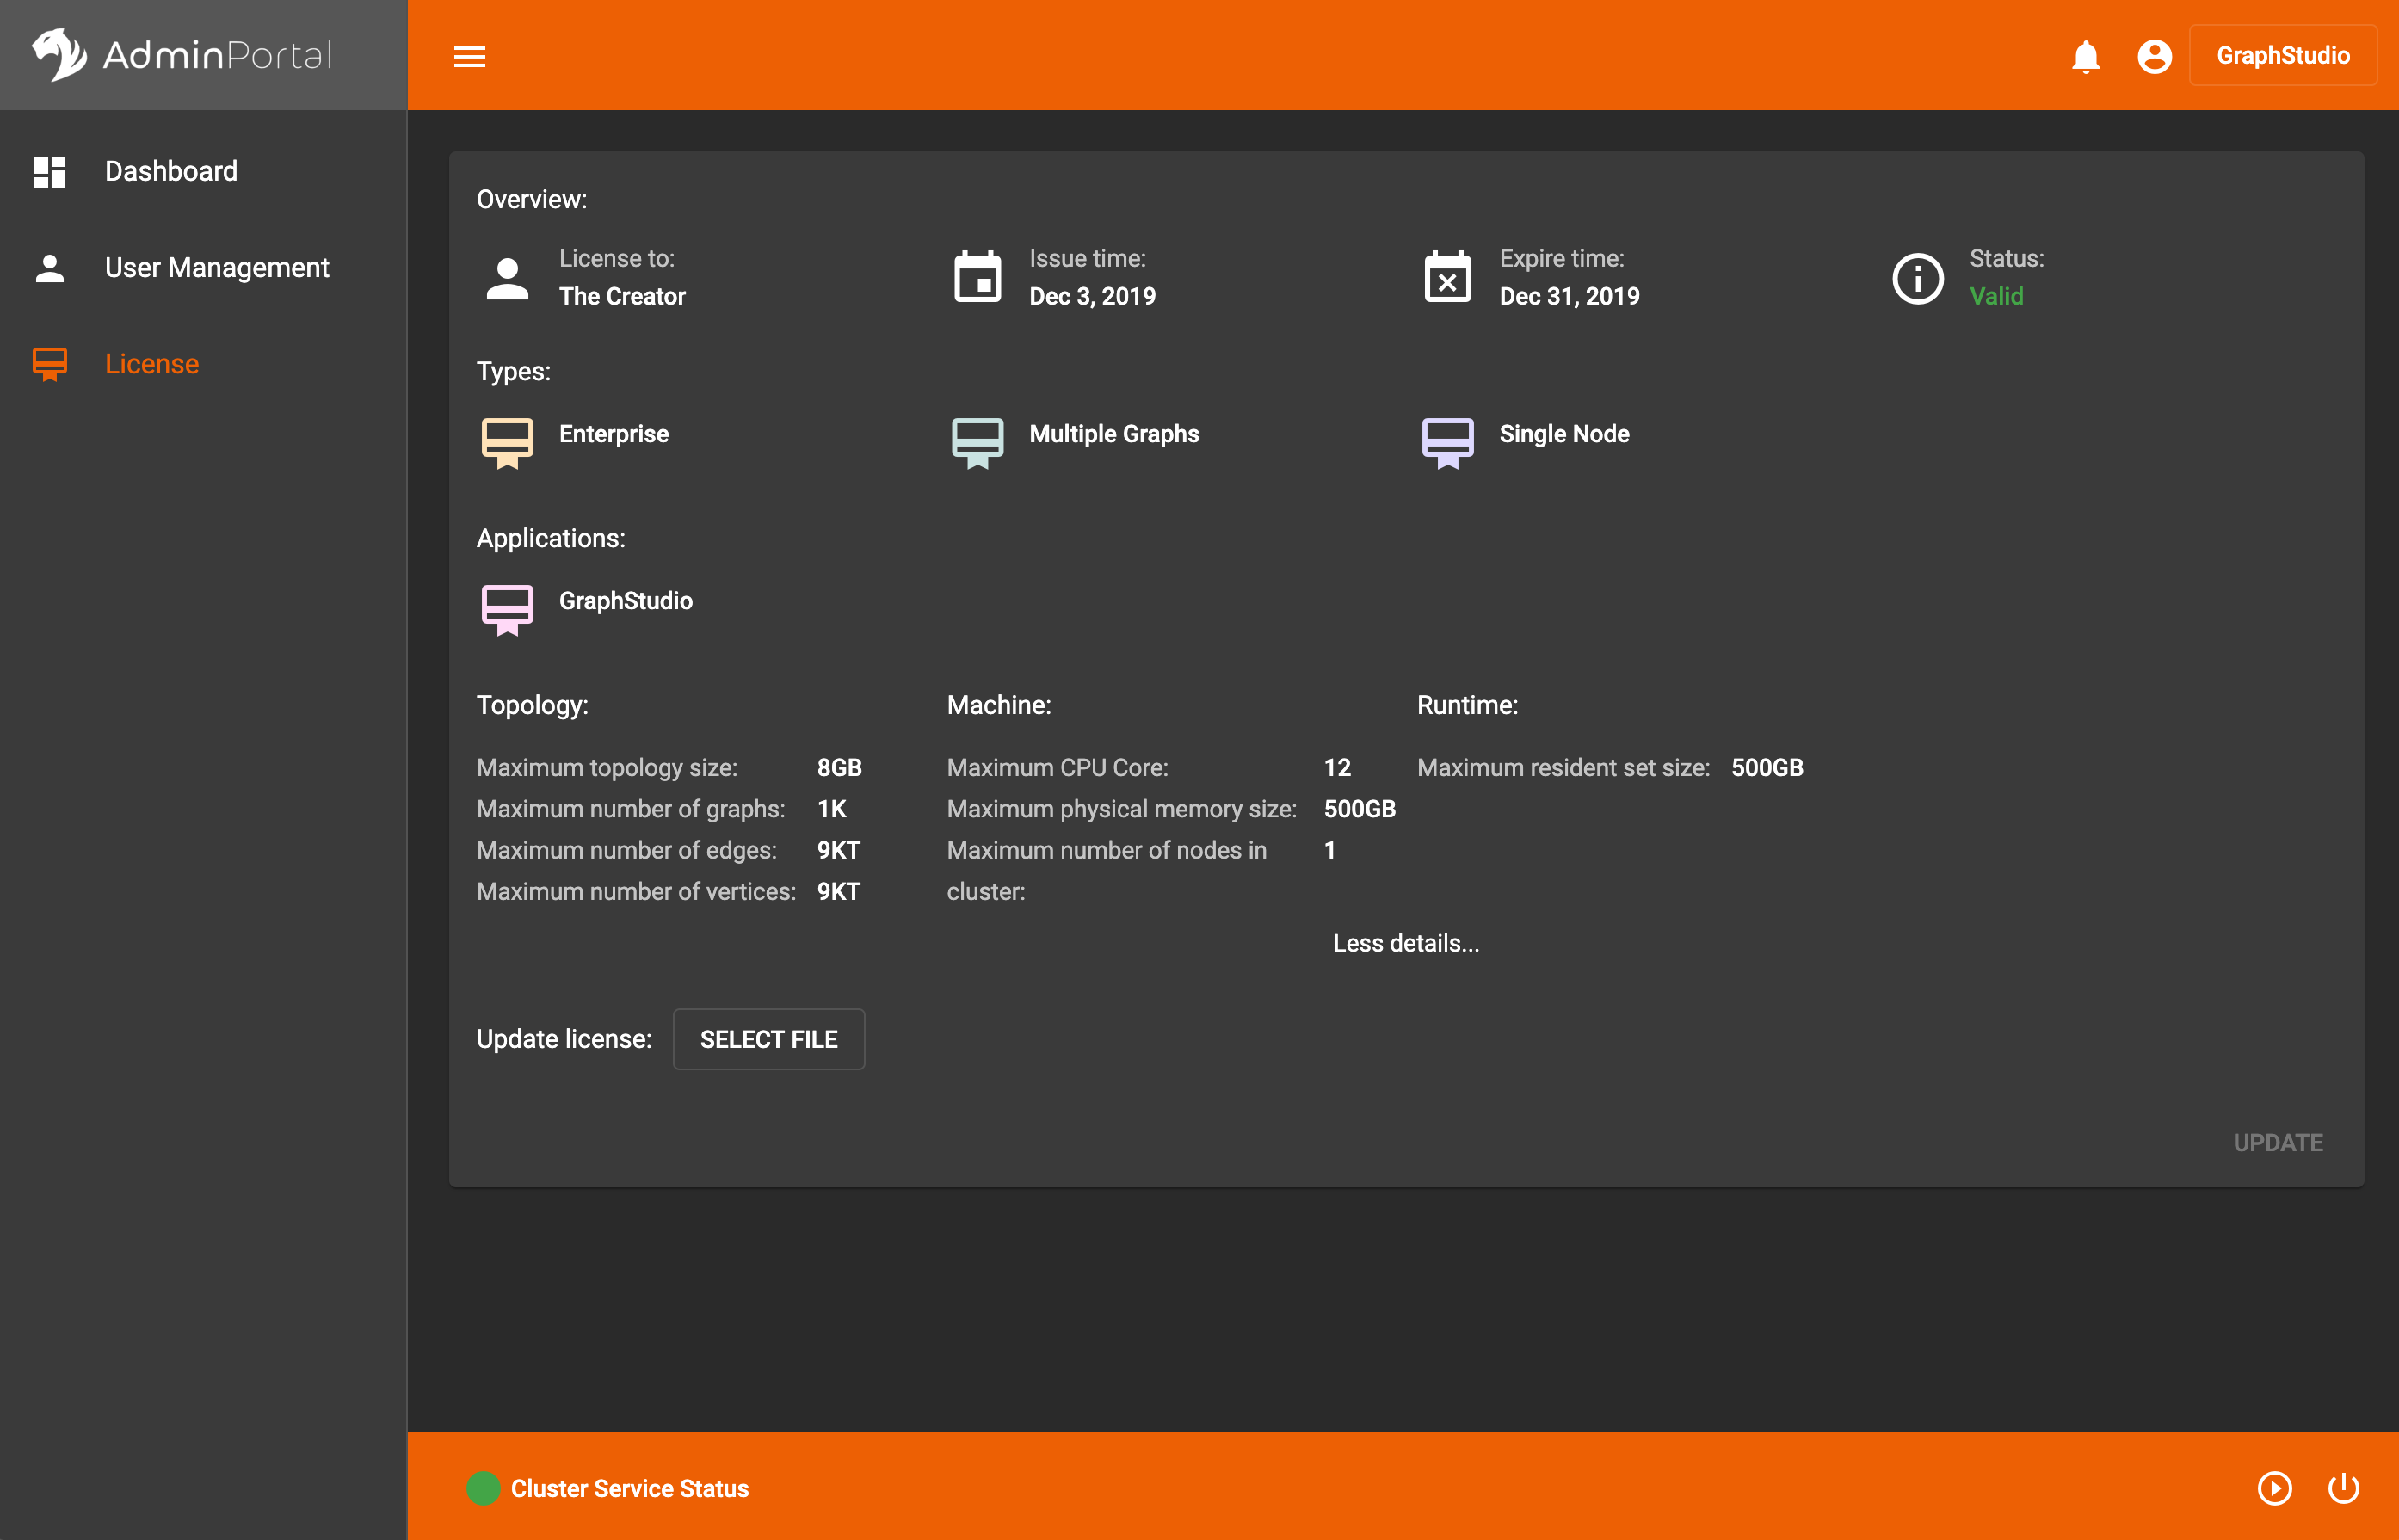 AdminPortal
GraphStudio
Dashboard
User Management
License
Overview:
License to:
The Creator
Issue time:
Dec 3, 2019
Expire time:
Dec 31, 2019
Status:
Valid
Types:
Enterprise
Multiple Graphs
Single Node
Applications:
GraphStudio
Topology:
Maximum topology size: 8GB
Maximum number of graphs: 1K
Maximum number of edges: 9KT
Maximum number of vertices: 9KT
Machine:
Maximum CPU Core: 12
Maximum physical memory size: 500GB
Maximum number of nodes in 1
cluster:
Runtime:
Maximum resident set size: 500GB
Less details...
Update license: SELECT FILE
UPDATE
Cluster Service Status